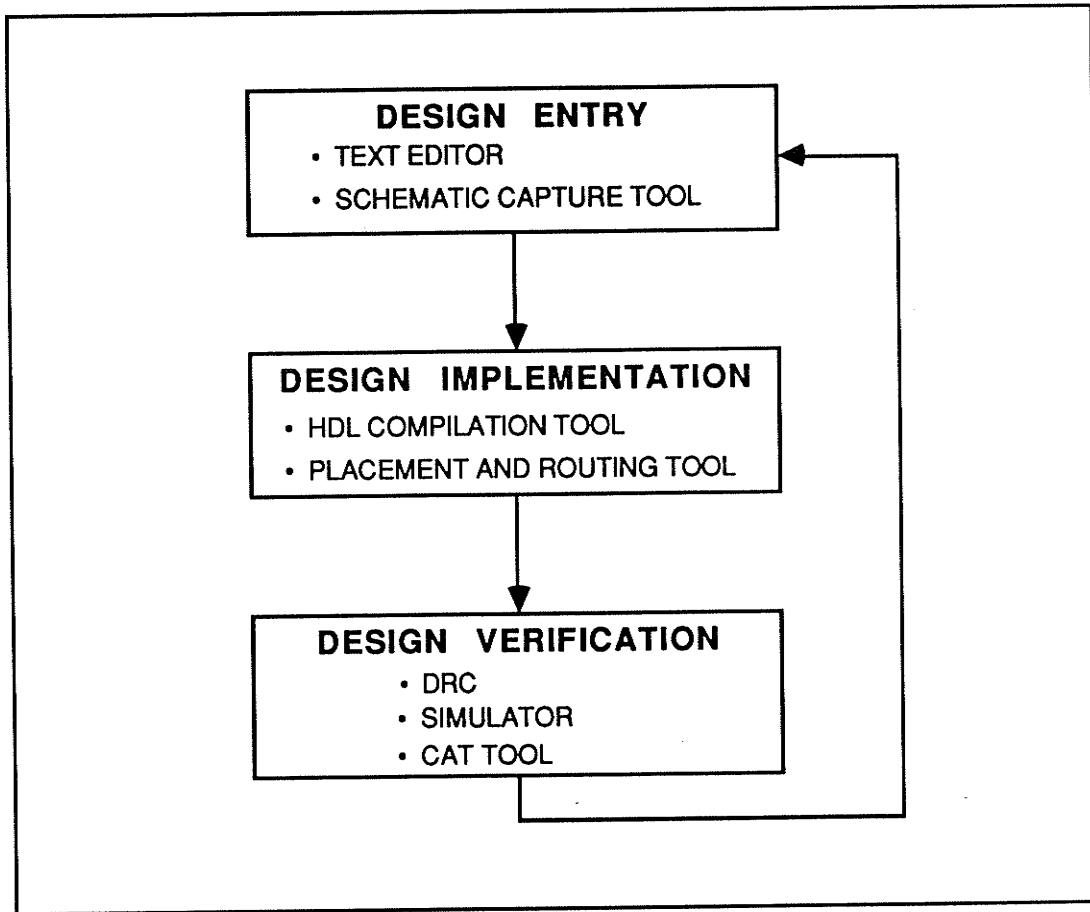 DESIGN ENTRY
• TEXT EDITOR
• SCHEMATIC CAPTURE TOOL
DESIGN IMPLEMENTATION
• HDL COMPILATION TOOL
• PLACEMENT AND ROUTING TOOL
DESIGN VERIFICATION
• DRC
• SIMULATOR
• CAT TOOL